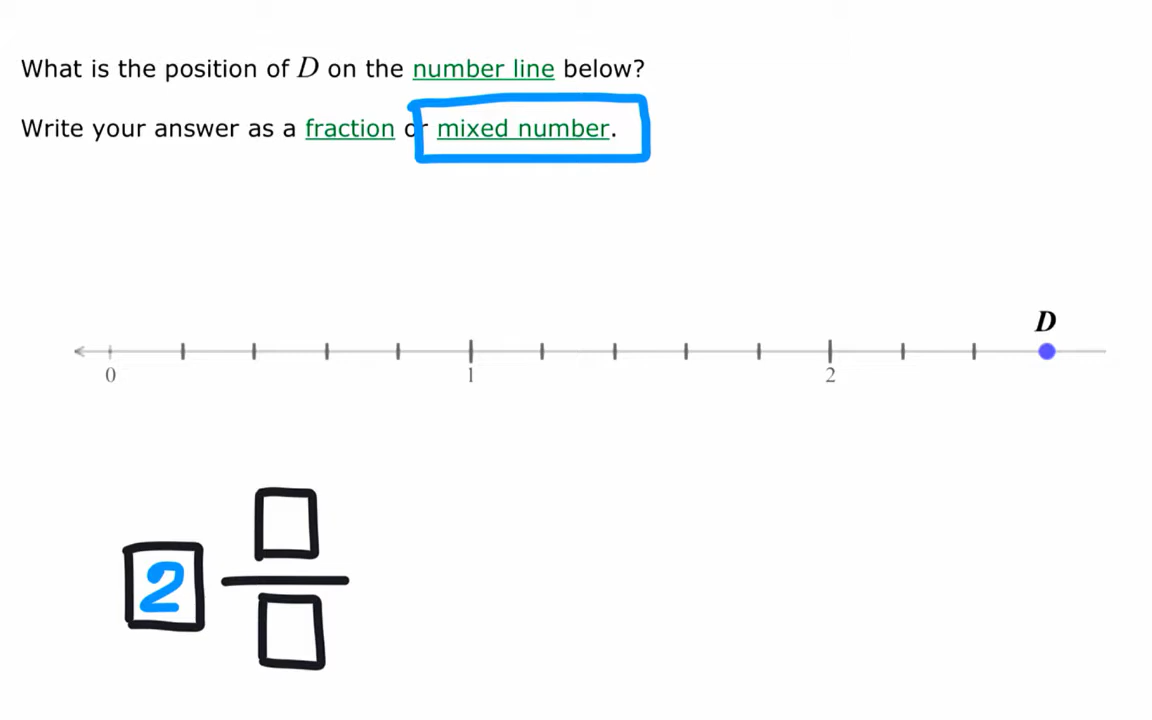 What is the position of D on the number line below?
Write your answer as a fraction or mixed number.
D
0 1 2
2